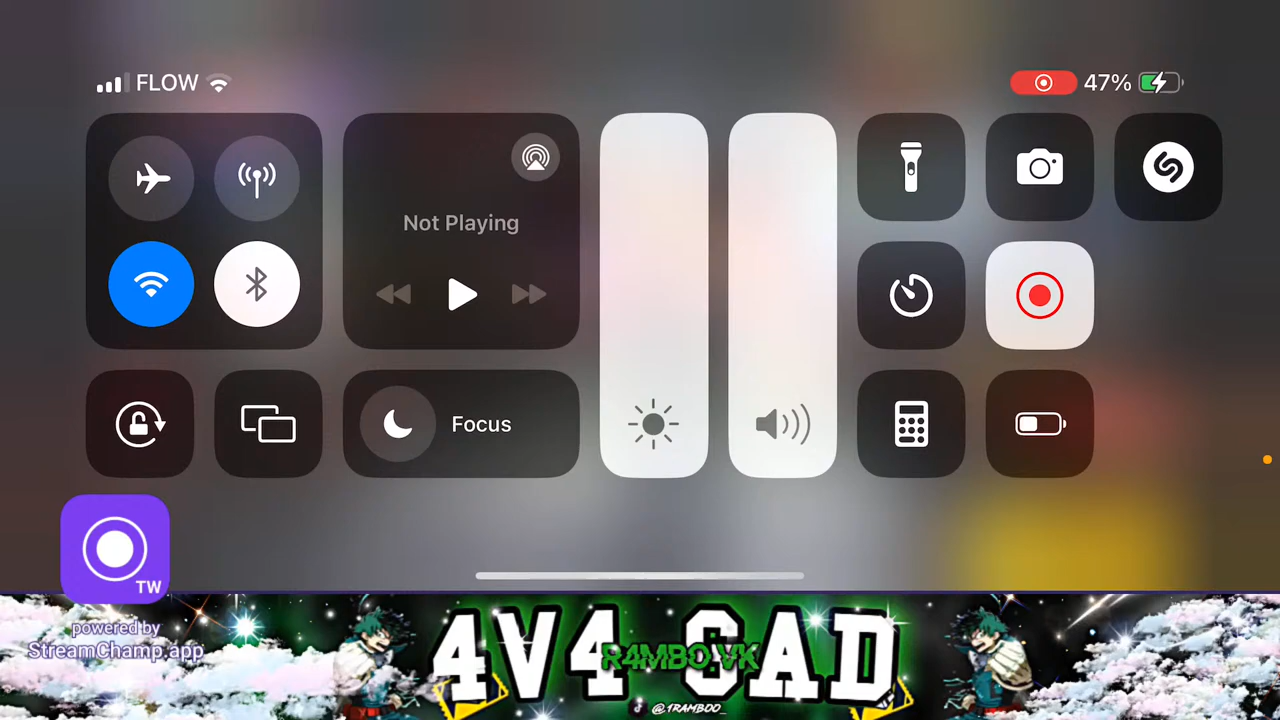 FLOW
47%
Not Playing
Focus
TW
powered by
StreamChamp.app
4V4 SAD
R4MBO.VK
@1RAMBOO_